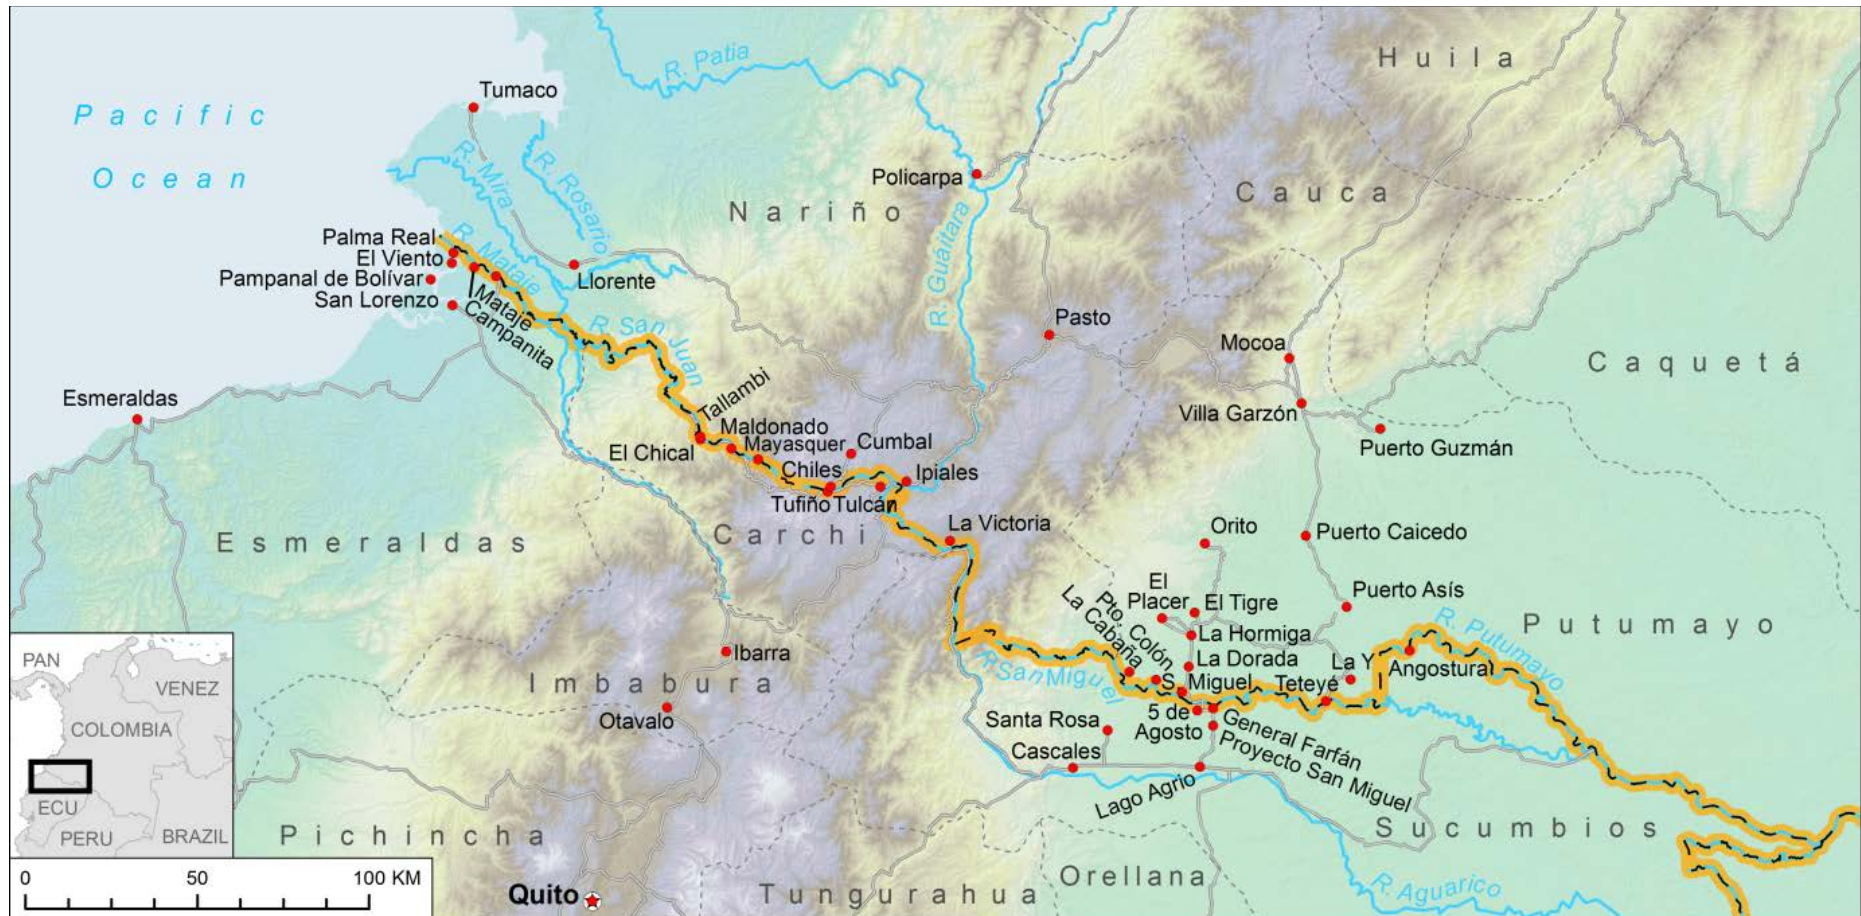 Huila
Pacific
Ocean
R. Patia
Tumaco
R. Mira
R. Rosario
Policarpa
Cauca
Nariño
R. Guáitara
Palma Real
El Viento
Pampanal de Bolívar
San Lorenzo
R. Mataje
Mataje
Campanita
Llorente
R. San Juan
Pasto
Mocoa
Caquetá
Esmeraldas
Villa Garzón
Puerto Guzmán
Tallambi
Maldonado
El Chical
Mayasquer
Cumbal
Chiles
Ipiales
Tufiño
Tulcán
La Victoria
Carchi
Esmeraldas
Orito
Puerto Caicedo
El
Placer
El Tigre
Puerto Asís
Pto. Colón
La Cabaña
La Hormiga
R. Putumayo
Putumayo
La Dorada
La Y
Angostura
R. San Miguel
S. Miguel
Teteyé
Ibarra
Imbabura
Otavalo
5 de
Agosto
General Farfán
Proyecto San Miguel
Santa Rosa
Cascales
Lago Agrio
Sucumbios
Pichincha
Orellana
R. Aguarico
Quito
Tungurahua
PAN
VENEZ
COLOMBIA
ECU
PERU
BRAZIL
0 50 100 KM